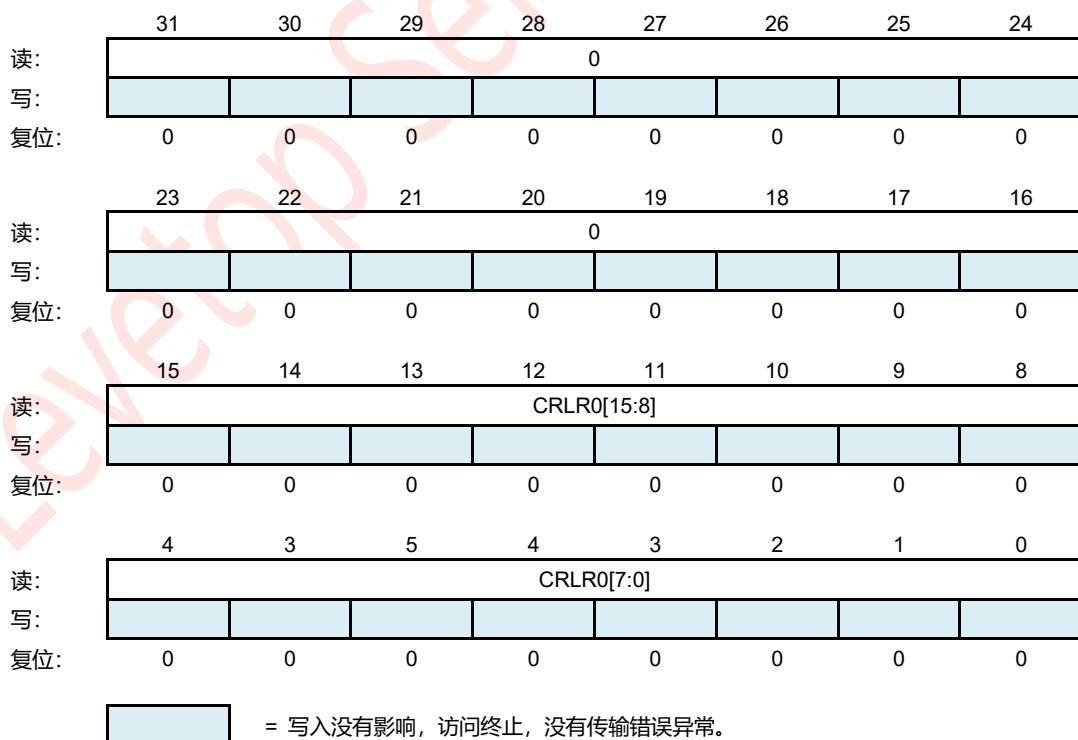 31 30 29 28 27 26 25 24
读： 0
写：
复位： 0 0 0 0 0 0 0 0
23 22 21 20 19 18 17 16
读： 0
写：
复位： 0 0 0 0 0 0 0 0
15 14 13 12 11 10 9 8
读： CRLR0[15:8]
写：
复位： 0 0 0 0 0 0 0 0
4 3 5 4 3 2 1 0
读： CRLR0[7:0]
写：
复位： 0 0 0 0 0 0 0 0
= 写入没有影响，访问终止，没有传输错误异常。
Levetop Se